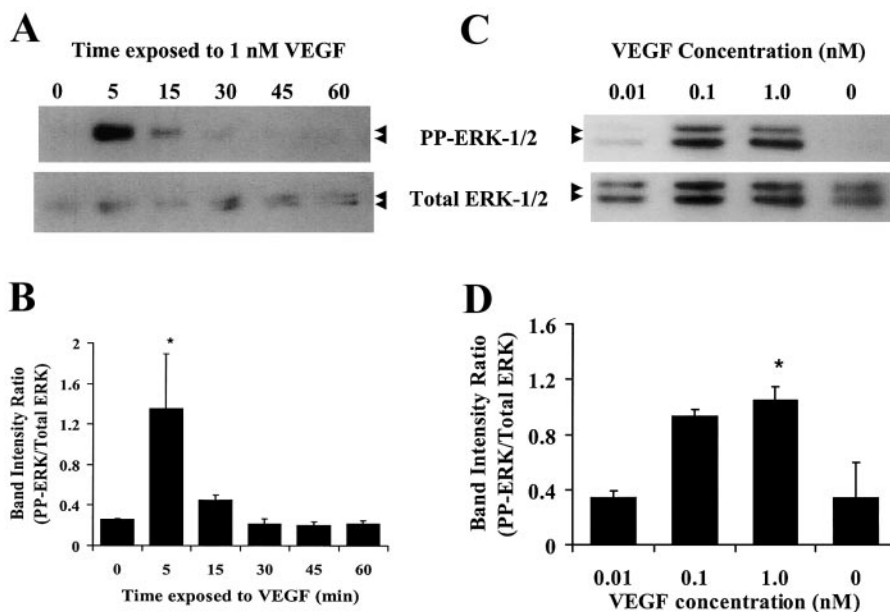 A
Time exposed to 1 nM VEGF
0 5 15 30 45 60
C
VEGF Concentration (nM)
0.01 0.1 1.0 0
PP-ERK-1/2
Total ERK-1/2
B
Band Intensity Ratio
(PP-ERK/Total ERK)
2
1.6
1.2
0.8
0.4
0
*
0 5 15 30 45 60
Time exposed to VEGF (min)
D
Band Intensity Ratio
(PP-ERK/Total ERK)
1.6
1.2
0.8
0.4
0
*
0.01 0.1 1.0 0
VEGF concentration (nM)